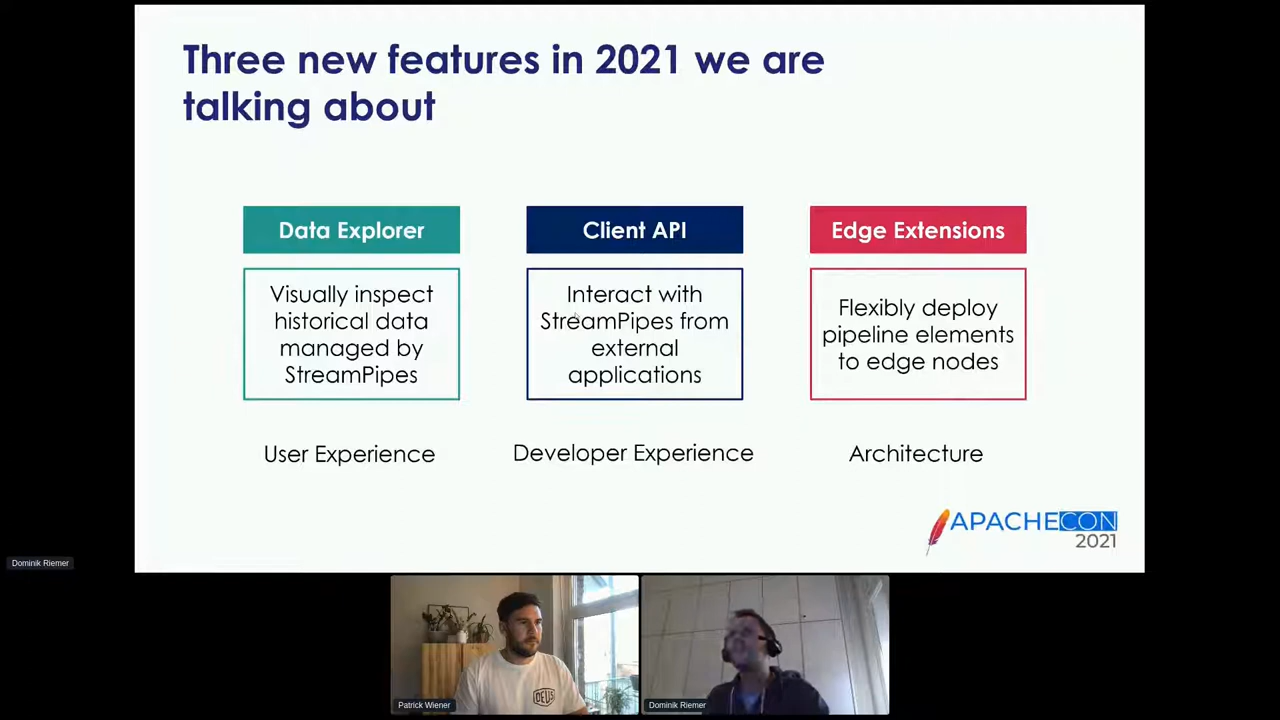 Three new features in 2021 we are
talking about
Data Explorer
Client API
Edge Extensions
Visually inspect
historical data
managed by
StreamPipes
Interact with
StreamPipes from
external
applications
Flexibly deploy
pipeline elements
to edge nodes
User Experience
Developer Experience
Architecture
APACHECON
2021
Dominik Riemer
DEUS
Patrick Wiener
Dominik Riemer